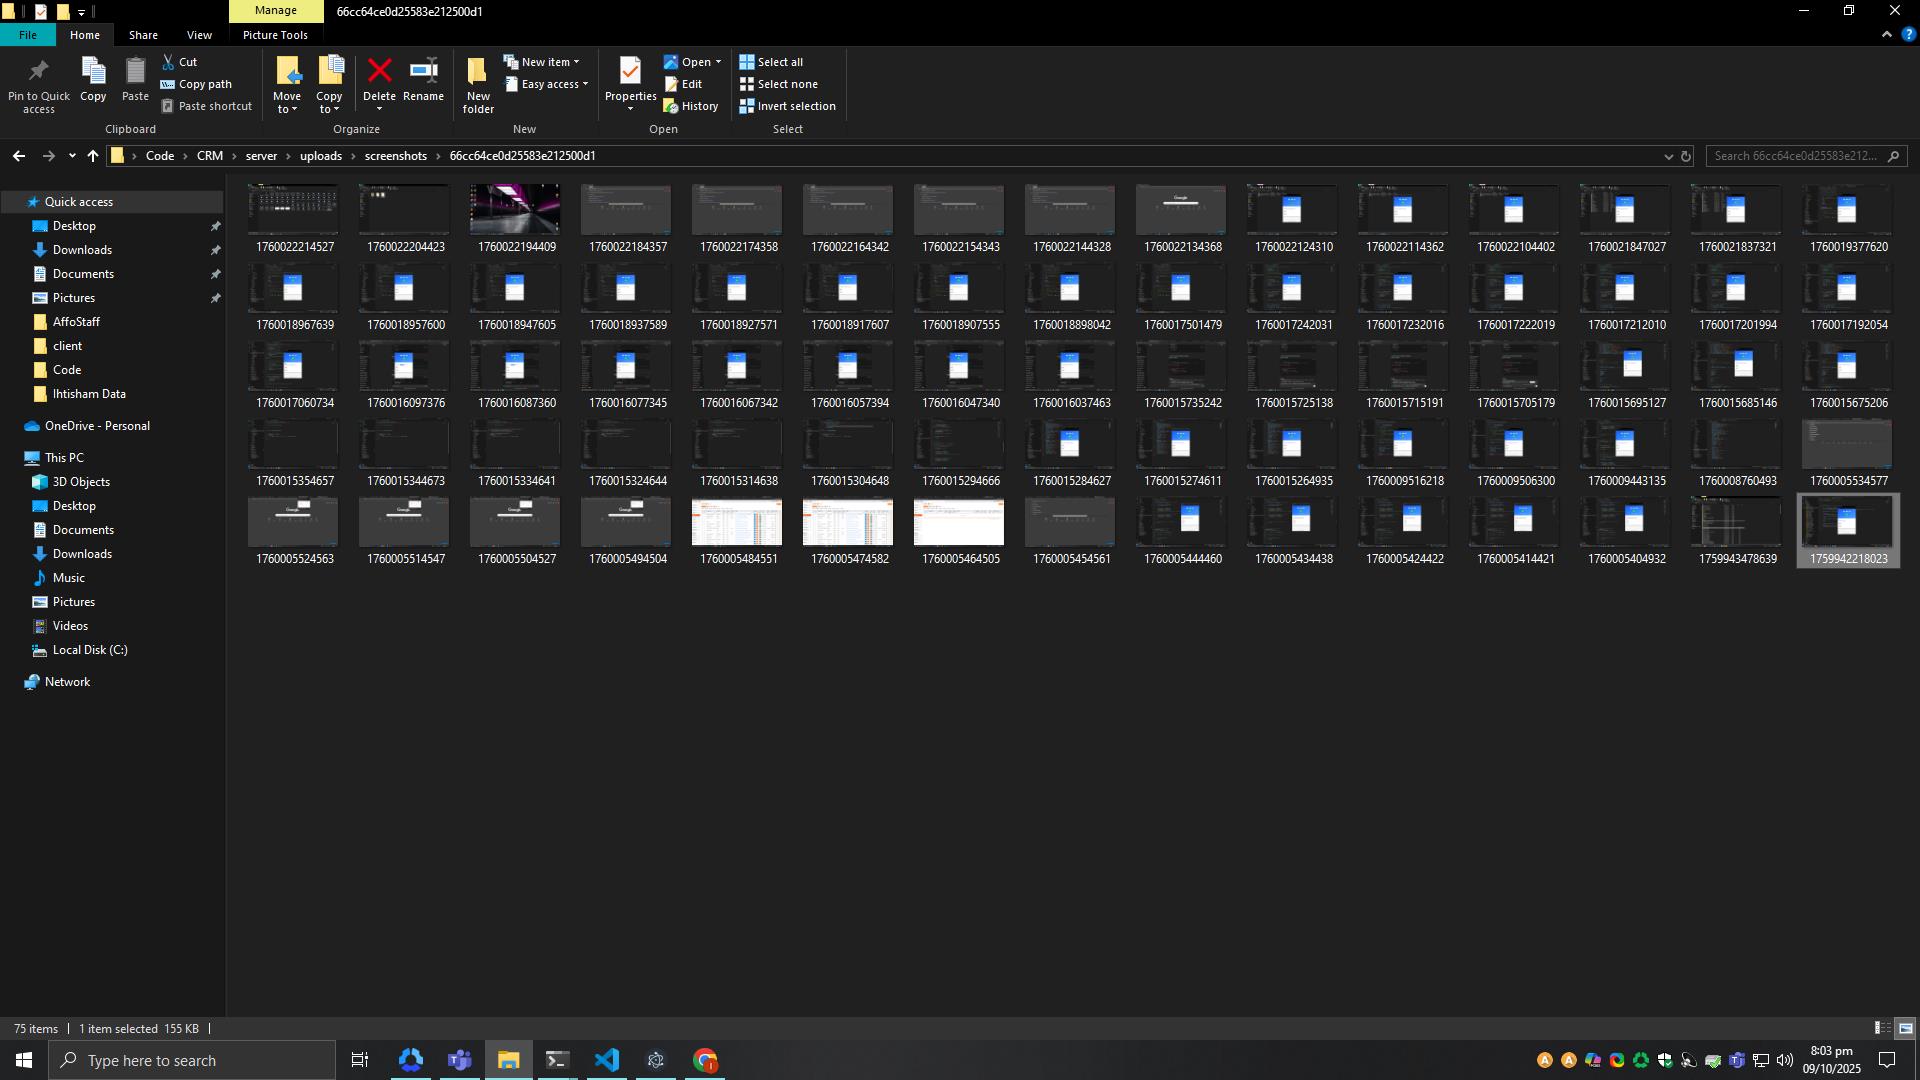 Manage
66cc64ce0d25583e212500d1
File
Home
Share
View
Picture Tools
Pin to Quick access
Copy
Paste
Cut
Copy path
Paste shortcut
Clipboard
Move to
Copy to
Delete
Rename
Organize
New folder
New item
Easy access
New
Properties
Open
Edit
History
Open
Select all
Select none
Invert selection
Select
Code > CRM > server > uploads > screenshots > 66cc64ce0d25583e212500d1
Search 66cc64ce0d25583e212...
Quick access
Desktop
Downloads
Documents
Pictures
AffoStaff
client
Code
Ihtisham Data
OneDrive - Personal
This PC
3D Objects
Desktop
Documents
Downloads
Music
Pictures
Videos
Local Disk (C:)
Network
1760022214527 1760022204423 1760022194409 1760022184357 1760022174358 1760022164342 1760022154343 1760022144328 1760022134368 1760022124310 1760022114362 1760022104402 1760021847027 1760021837321 1760019377620
1760018967639 1760018957600 1760018947605 1760018937589 1760018927571 1760018917607 1760018907555 1760018898042 1760017501479 1760017242031 1760017232016 1760017222019 1760017212010 1760017201994 1760017192054
1760017060734 1760016097376 1760016087360 1760016077345 1760016067342 1760016057394 1760016047340 1760016037463 1760015735242 1760015725138 1760015715191 1760015705179 1760015695127 1760015685146 1760015675206
1760015354657 1760015344673 1760015334641 1760015324644 1760015314638 1760015304648 1760015294666 1760015284627 1760015274611 1760015264935 1760009516218 1760009506300 1760009443135 1760008760493 1760005534577
1760005524563 1760005514547 1760005504527 1760005494504 1760005484551 1760005474582 1760005464505 1760005454561 1760005444460 1760005434438 1760005424422 1760005414421 1760005404932 1759943478639 1759942218023
75 items
1 item selected 155 KB
Type here to search
8:03 pm
09/10/2025